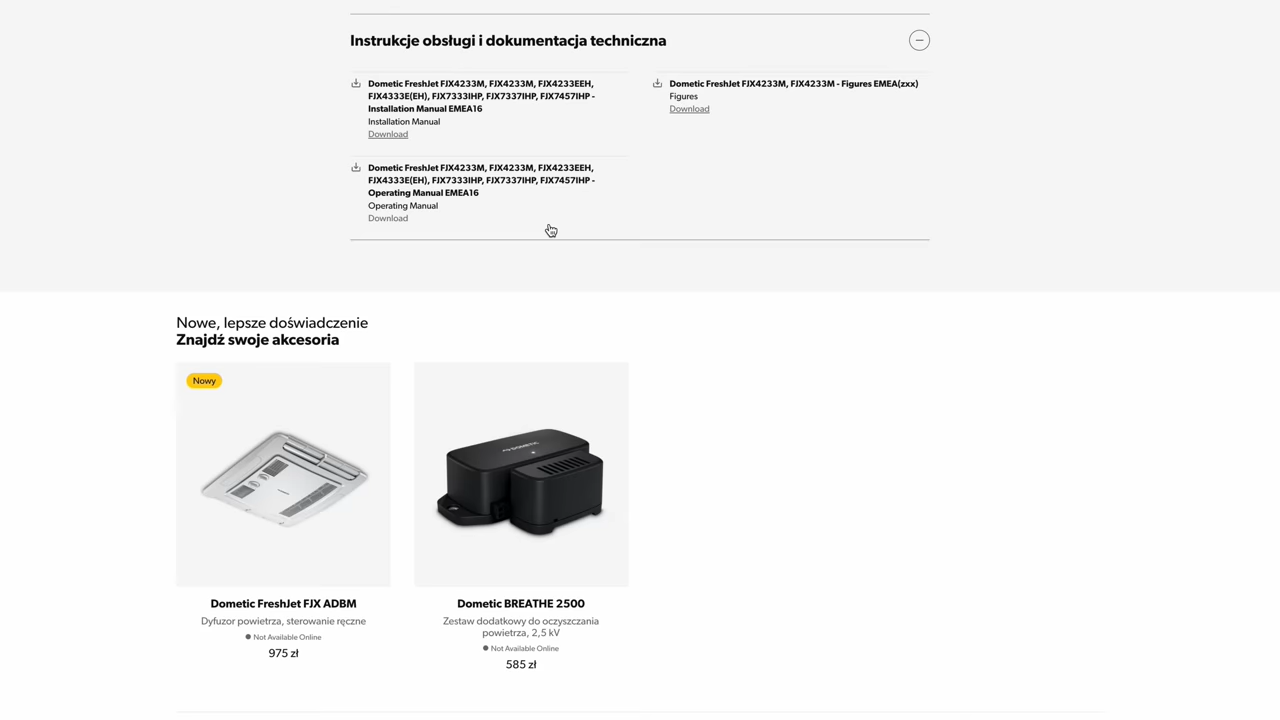 Instrukcje obsługi i dokumentacja techniczna
Dometic FreshJet FJX4233M, FJX4233M, FJX4233EEH,
FJX4333E(EH), FJX7333IHP, FJX7337IHP, FJX7457IHP -
Installation Manual EMEA16
Installation Manual
Download
Dometic FreshJet FJX4233M, FJX4233M - Figures EMEA(zxx)
Figures
Download
Dometic FreshJet FJX4233M, FJX4233M, FJX4233EEH,
FJX4333E(EH), FJX7333IHP, FJX7337IHP, FJX7457IHP -
Operating Manual EMEA16
Operating Manual
Download
Nowe, lepsze doświadczenie
Znajdź swoje akcesoria
Nowy
DOMETIC
Dometic FreshJet FJX ADBM
Dyfuzor powietrza, sterowanie ręczne
Not Available Online
975 zł
Dometic BREATHE 2500
Zestaw dodatkowy do oczyszczania
powietrza, 2,5 kV
Not Available Online
585 zł